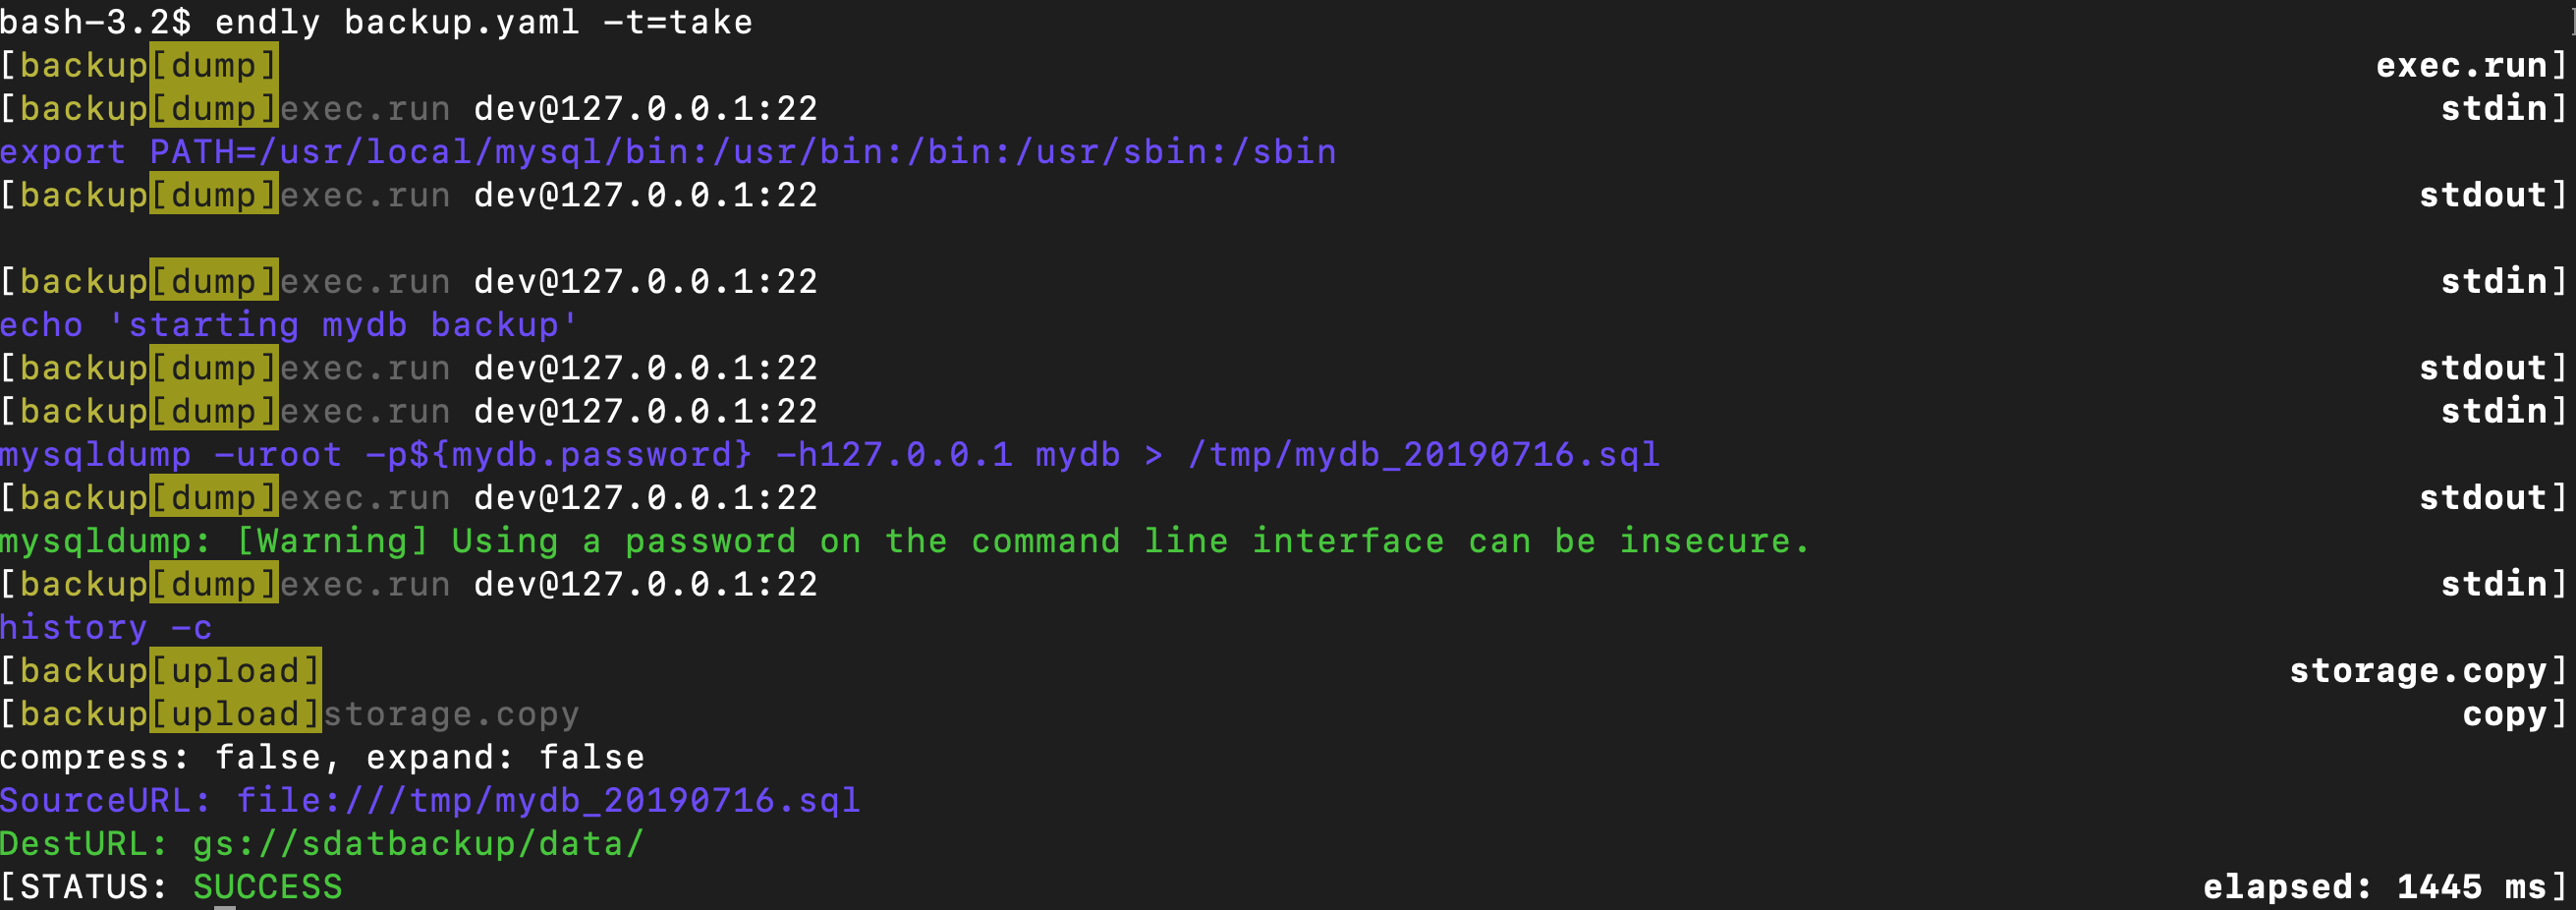 bash-3.2$ endly backup.yaml -t=take ]
[backup[dump] exec.run]
[backup[dump]exec.run dev@127.0.0.1:22 stdin]
export PATH=/usr/local/mysql/bin:/usr/bin:/bin:/usr/sbin:/sbin
[backup[dump]exec.run dev@127.0.0.1:22 stdout]
[backup[dump]exec.run dev@127.0.0.1:22 stdin]
echo 'starting mydb backup'
[backup[dump]exec.run dev@127.0.0.1:22 stdout]
[backup[dump]exec.run dev@127.0.0.1:22 stdin]
mysqldump -uroot -p${mydb.password} -h127.0.0.1 mydb > /tmp/mydb_20190716.sql
[backup[dump]exec.run dev@127.0.0.1:22 stdout]
mysqldump: [Warning] Using a password on the command line interface can be insecure.
[backup[dump]exec.run dev@127.0.0.1:22 stdin]
history -c
[backup[upload] storage.copy]
[backup[upload]storage.copy copy]
compress: false, expand: false
SourceURL: file:///tmp/mydb_20190716.sql
DestURL: gs://sdatbackup/data/
[STATUS: SUCCESS elapsed: 1445 ms]